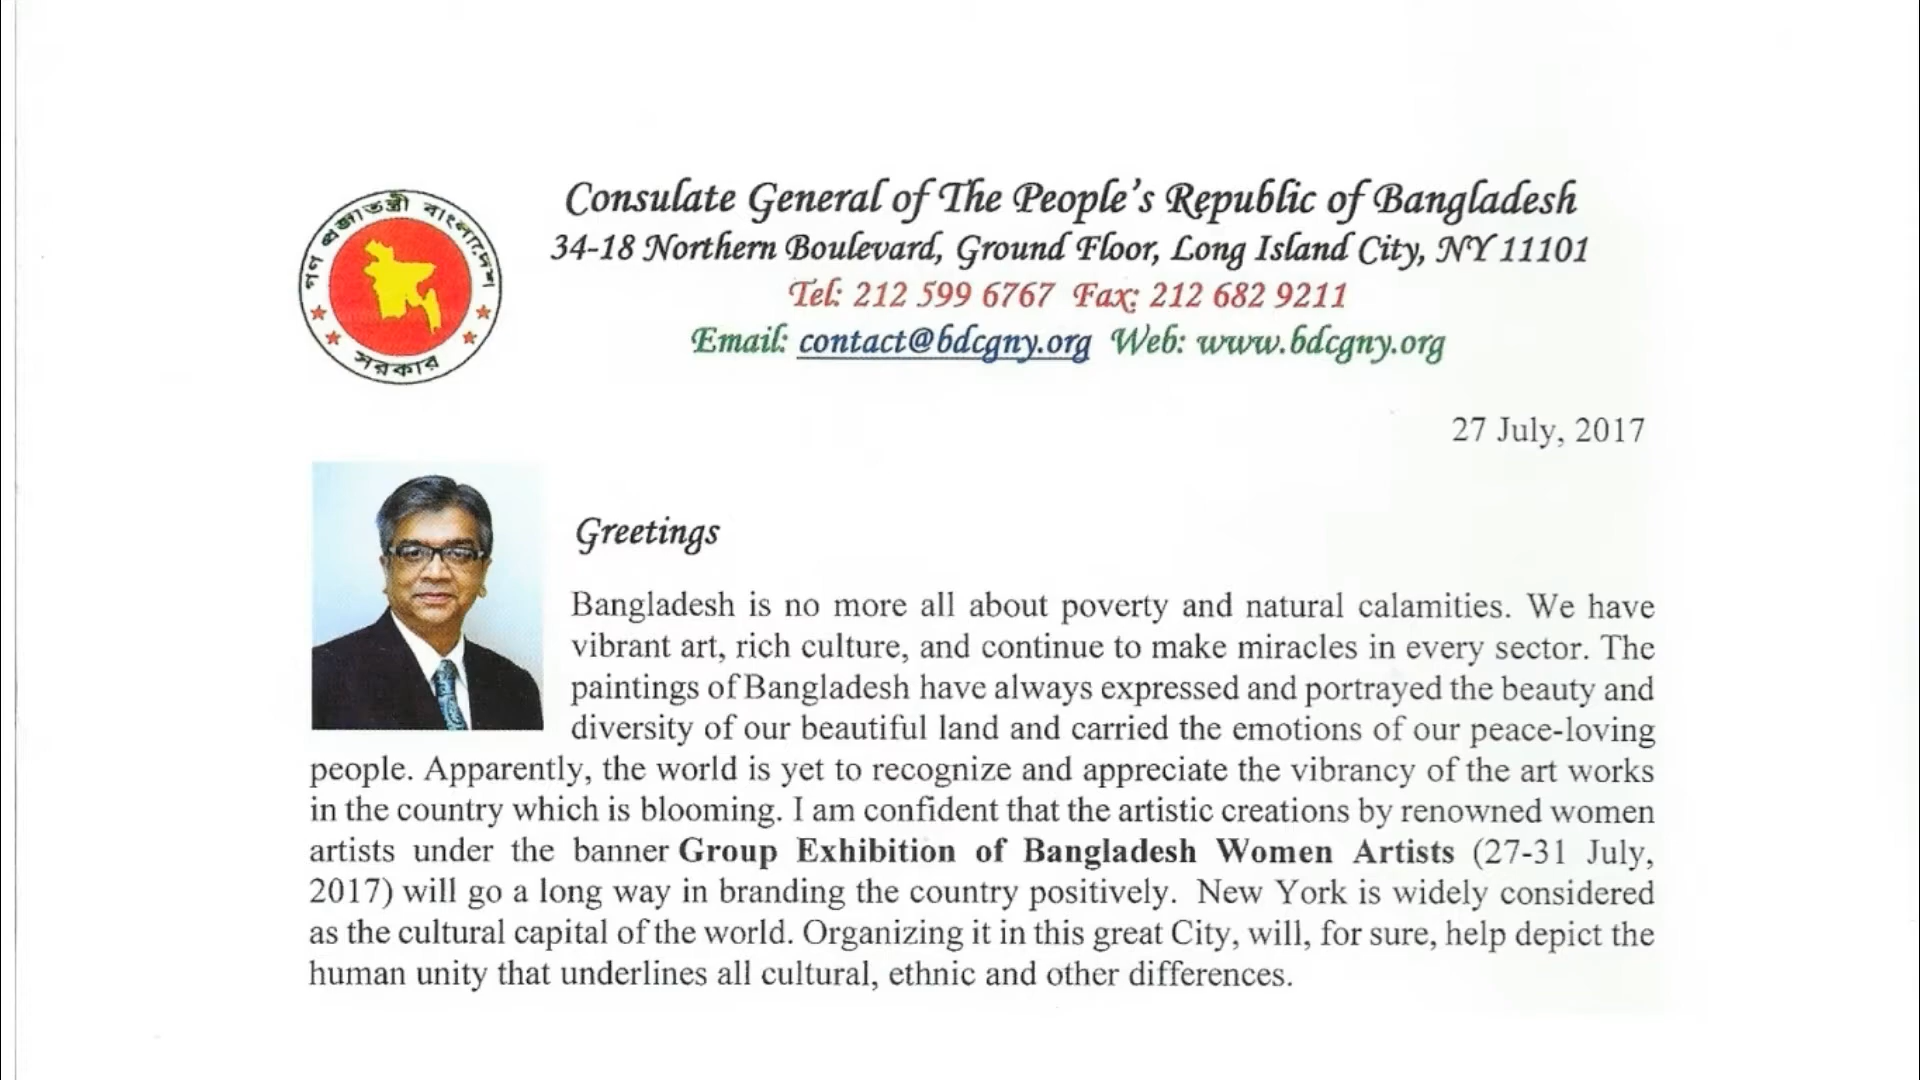 গণ প্রজাতন্ত্রী বাংলাদেশ
সরকার
Consulate General of The People's Republic of Bangladesh
34-18 Northern Boulevard, Ground Floor, Long Island City, NY 11101
Tel: 212 599 6767 Fax: 212 682 9211
Email: contact@bdcgny.org Web: www.bdcgny.org
27 July, 2017
Greetings
Bangladesh is no more all about poverty and natural calamities. We have
vibrant art, rich culture, and continue to make miracles in every sector. The
paintings of Bangladesh have always expressed and portrayed the beauty and
diversity of our beautiful land and carried the emotions of our peace-loving
people. Apparently, the world is yet to recognize and appreciate the vibrancy of the art works
in the country which is blooming. I am confident that the artistic creations by renowned women
artists under the banner Group Exhibition of Bangladesh Women Artists (27-31 July,
2017) will go a long way in branding the country positively. New York is widely considered
as the cultural capital of the world. Organizing it in this great City, will, for sure, help depict the
human unity that underlines all cultural, ethnic and other differences.